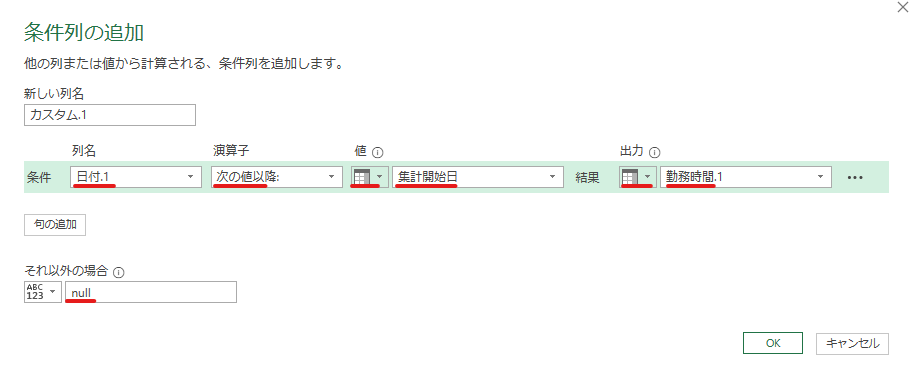 条件列の追加
他の列または値から計算される、条件列を追加します。
新しい列名
カスタム.1
列名 演算子 値 出力
条件 日付.1 次の値以降: 集計開始日 結果 勤務時間.1 ...
句の追加
それ以外の場合
ABC 123 null
OK キャンセル